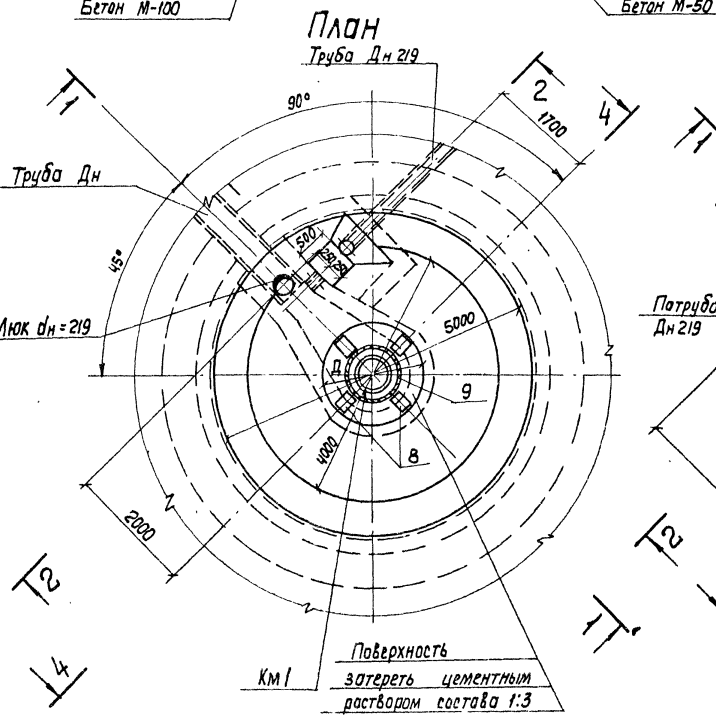 Бетон М-100
Бетон М-50
План
Труба Дн 219
2
4
1700
1
90°
1
Труба Дн
500
250
250
45°
Люк dн=219
5000
Дн 219
Д
9
4000
8
2000
2
2
1
4
Км 1
Поверхность
затереть цементным
раствором состава 1:3